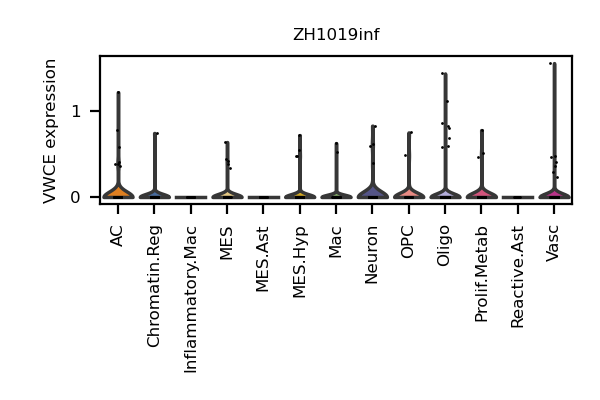 ZH1019inf
VWCE expression
1
0
AC
Chromatin.Reg
Inflammatory.Mac
MES
MES.Ast
MES.Hyp
Mac
Neuron
OPC
Oligo
Prolif.Metab
Reactive.Ast
Vasc